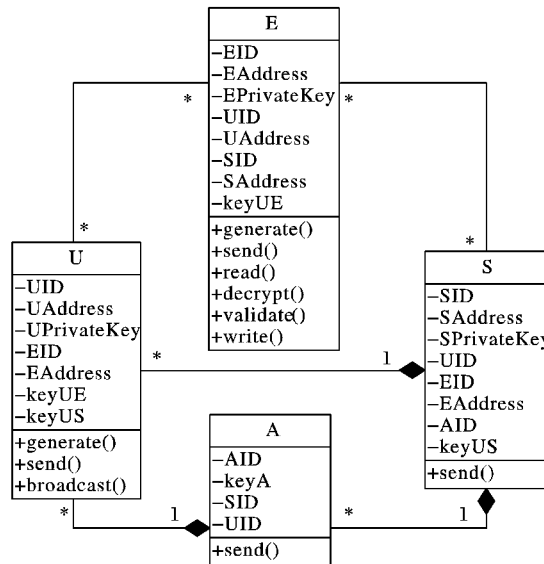 E
-EID
-EAddress
-EPrivateKey
-UID
-UAddress
-SID
-SAddress
-keyUE
+generate()
+send()
+read()
+decrypt()
+validate()
+write()
*
*
*
*
U
-UID
-UAddress
-UPrivateKey
-EID
-EAddress
-keyUE
-keyUS
+generate()
+send()
+broadcast()
S
-SID
-SAddress
-SPrivateKey
-UID
-EID
-EAddress
-AID
-keyUS
+send()
*
1
A
-AID
-keyA
-SID
-UID
+send()
*
1
*
1